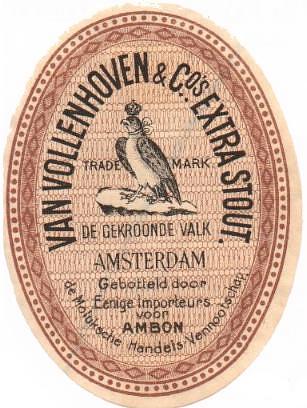 VAN VOLLENHOVEN & Co's EXTRA STOUT.
TRADE MARK
DE GEKROONDE VALK
AMSTERDAM
Gebotteld door
Eenige Importeurs
voor
AMBON
de Moluksche Handels-Vennootschap.